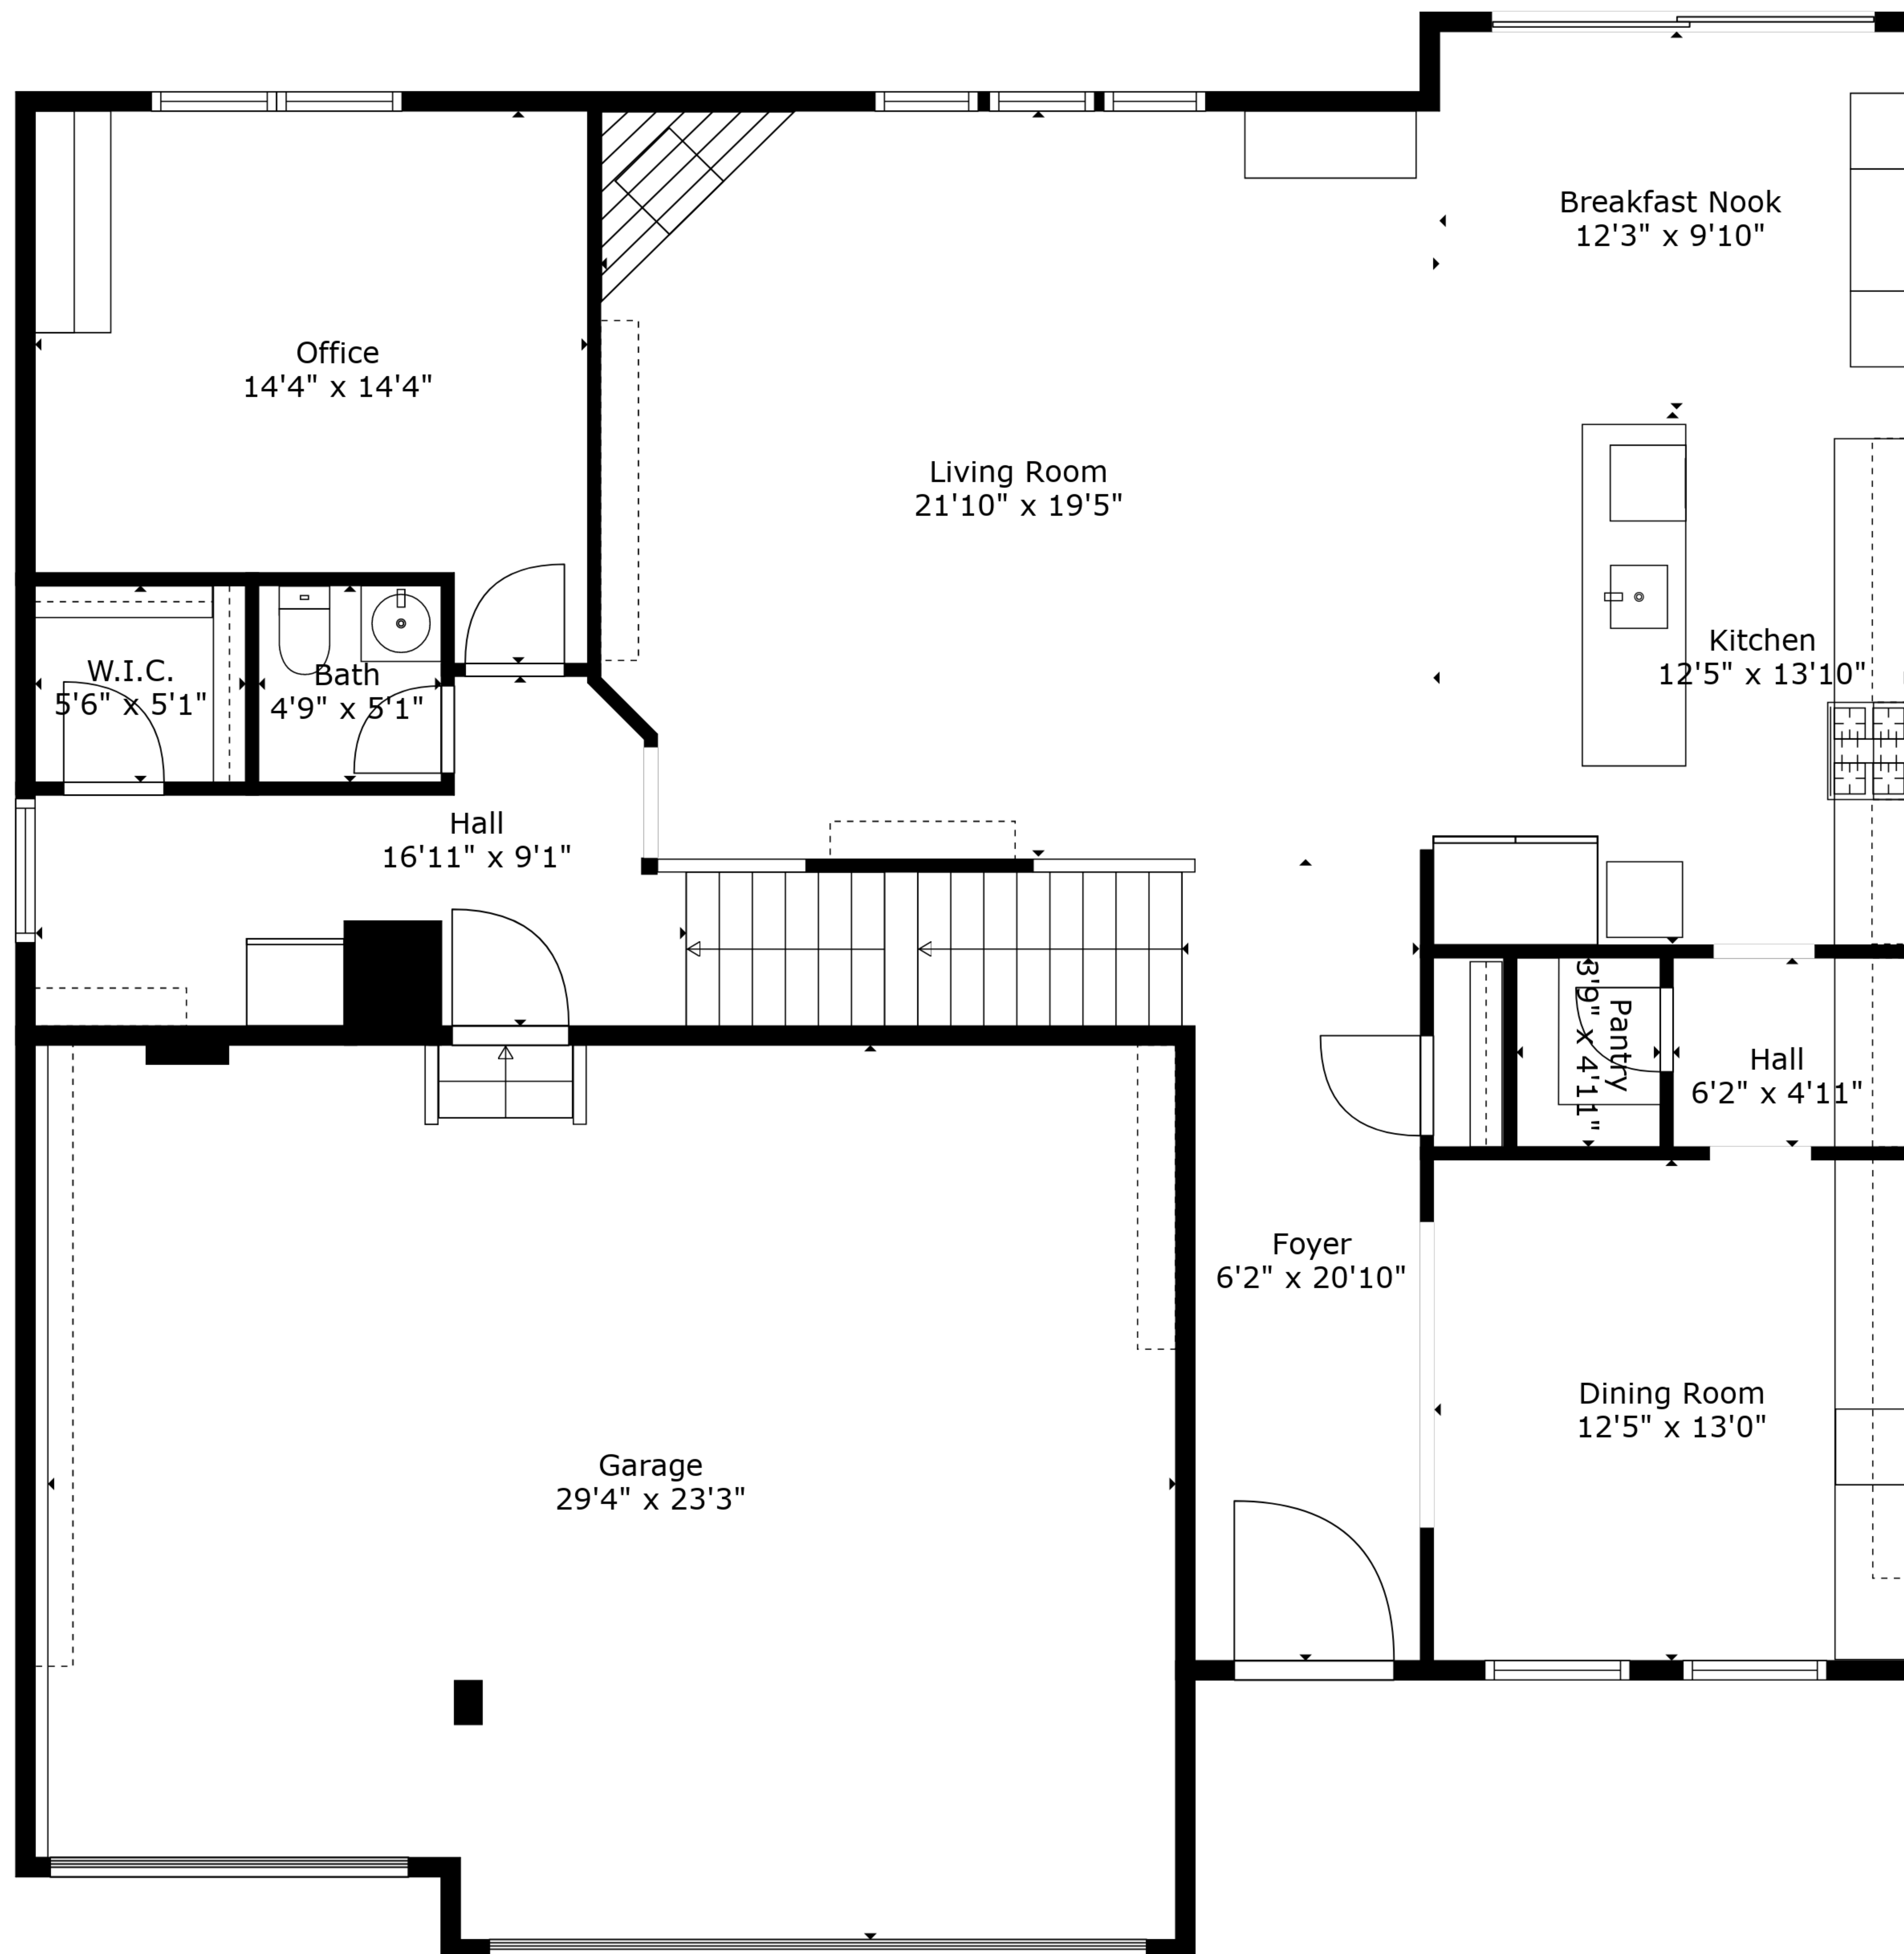 Breakfast Nook
12'3" x 9'10"
Office
14'4" x 14'4"
Living Room
21'10" x 19'5"
Kitchen
12'5" x 13'10"
W.I.C.
5'6" x 5'1"
Bath
4'9" x 5'1"
Hall
16'11" x 9'1"
Pantry
3'9" x 4'11"
Hall
6'2" x 4'11"
Foyer
6'2" x 20'10"
Dining Room
12'5" x 13'0"
Garage
29'4" x 23'3"